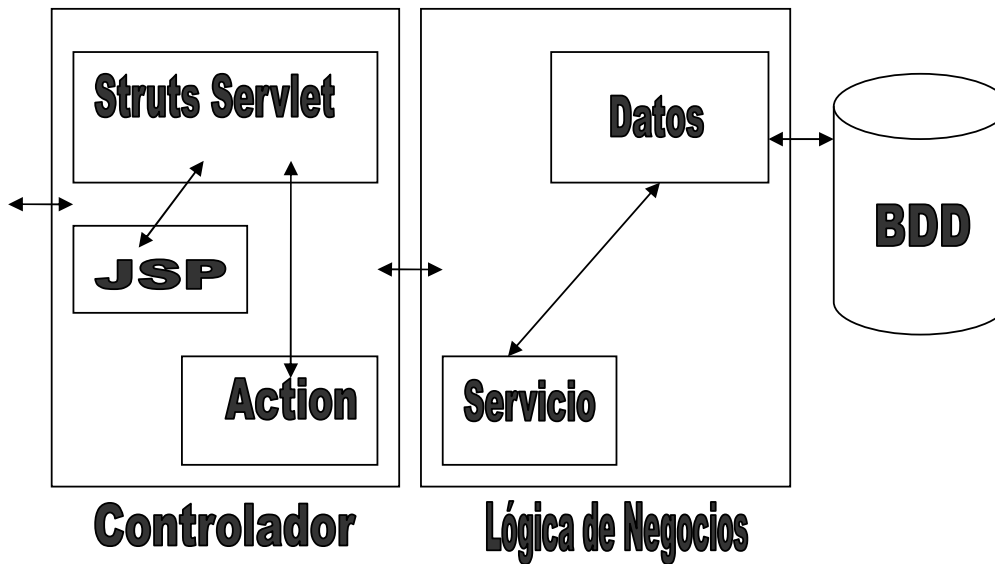 Struts Servlet
JSP
Action
Controlador
Datos
Servicio
Lógica de Negocios
BDD